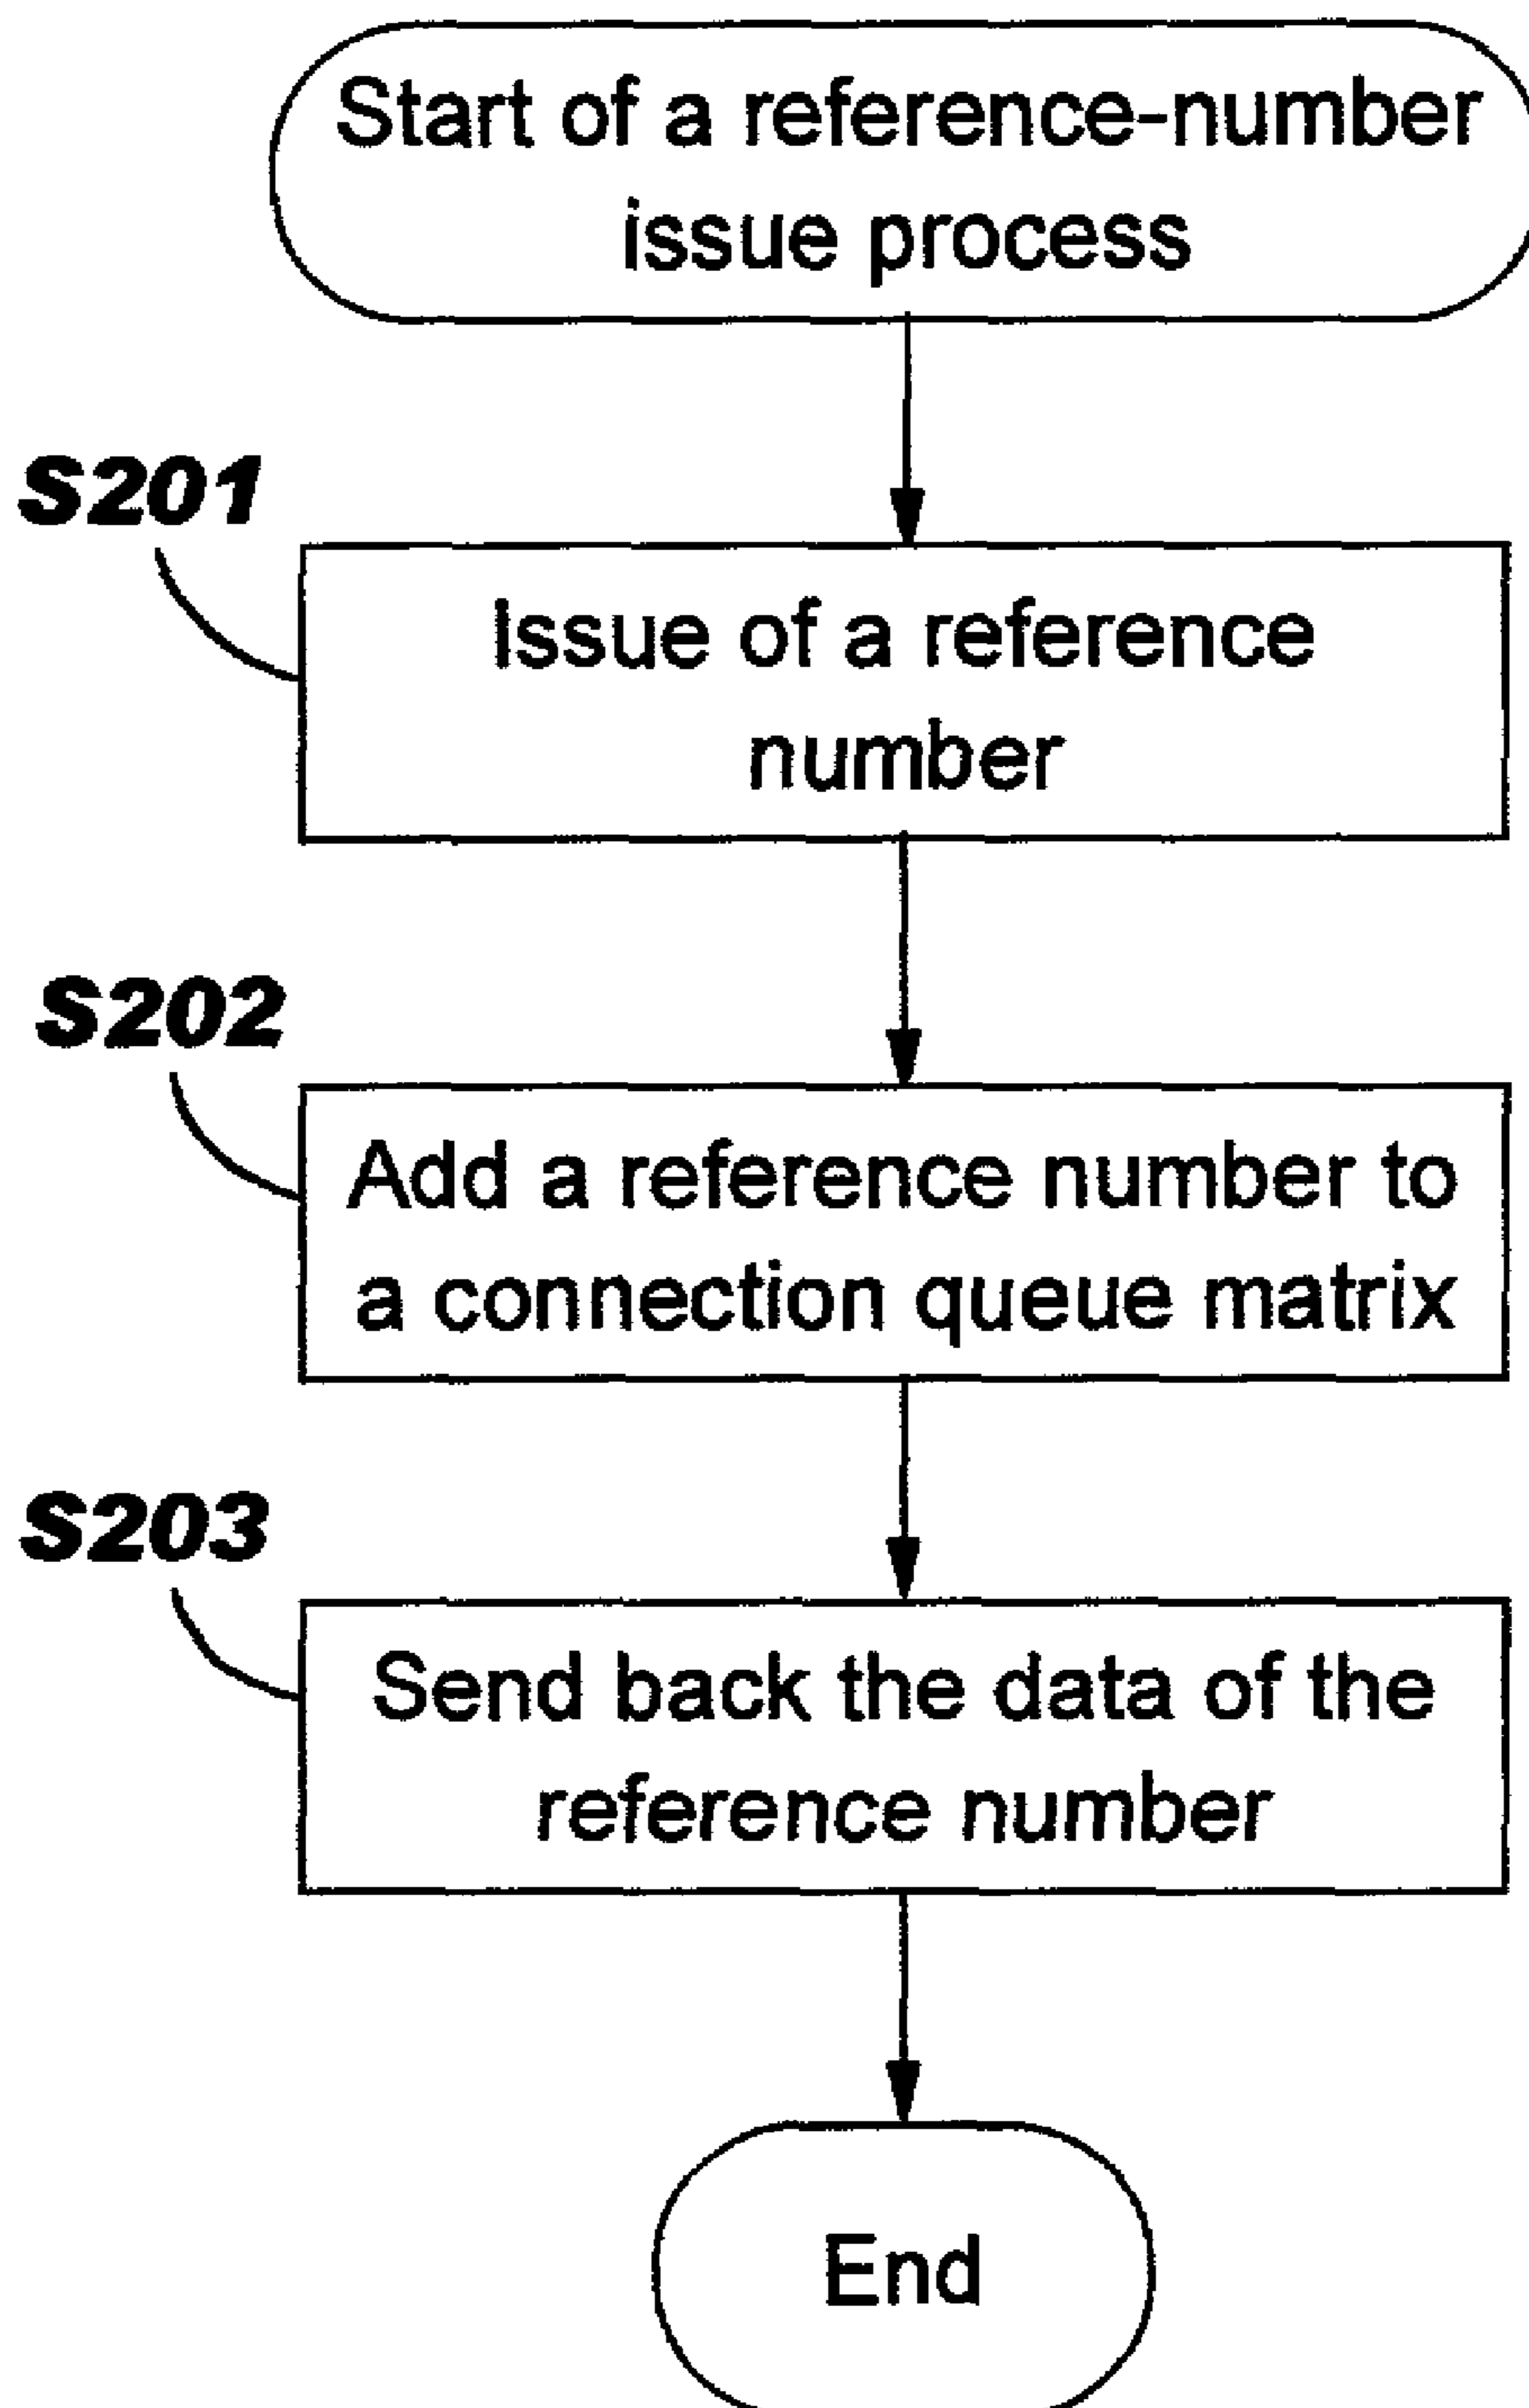 Start of a reference-number
issue process
S201
Issue of a reference
number
S202
Add a reference number to
a connection queue matrix
S203
Send back the data of the
reference number
End